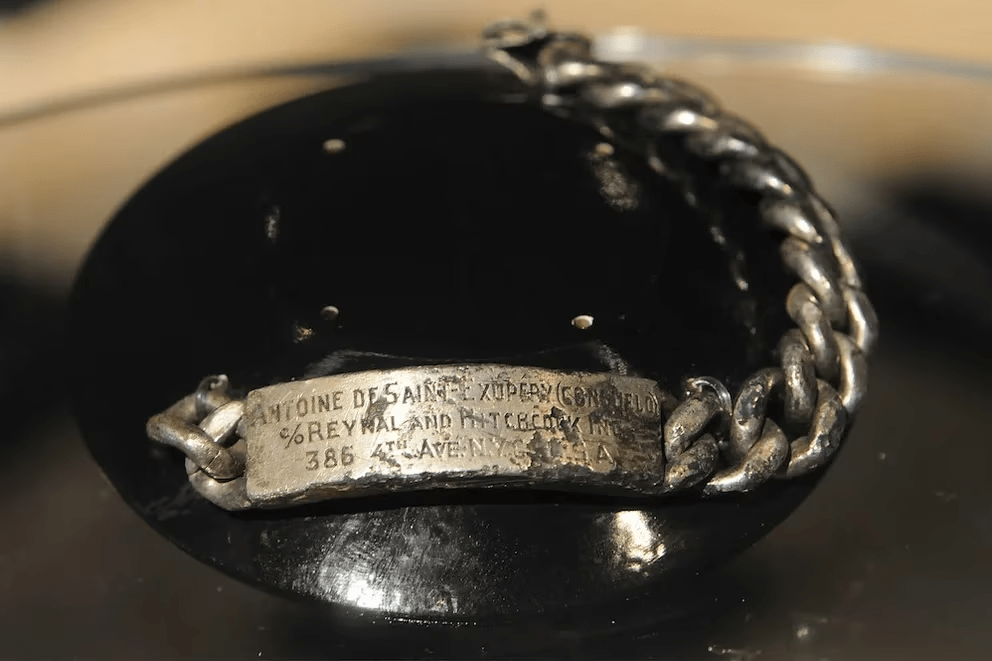 ANTOINE DE SAINT-EXUPERY (CONSUELO)
c/o REYNAL AND HITCHCOCK INC.
386 4TH AVE. N.Y.C. U.S.A.